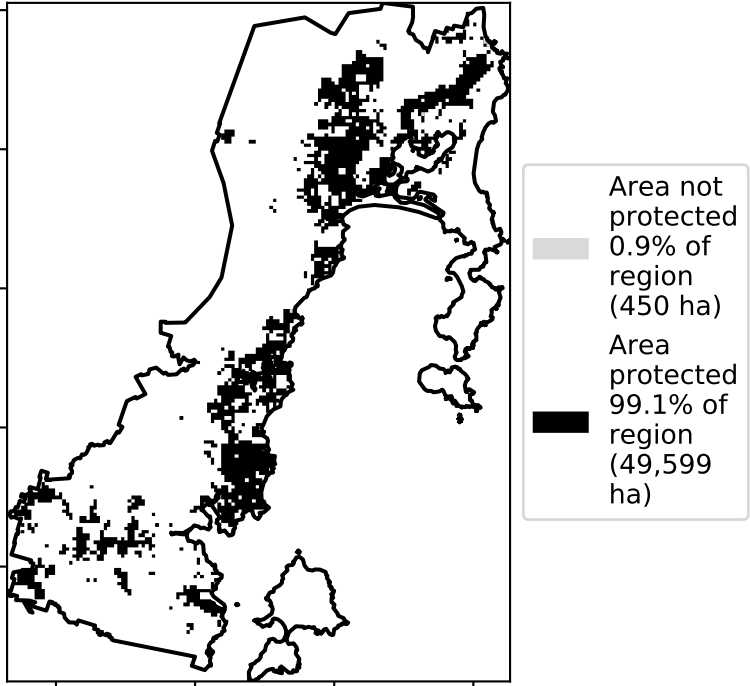 Area not
protected
0.9% of
region
(450 ha)
Area
protected
99.1% of
region
(49,599
ha)